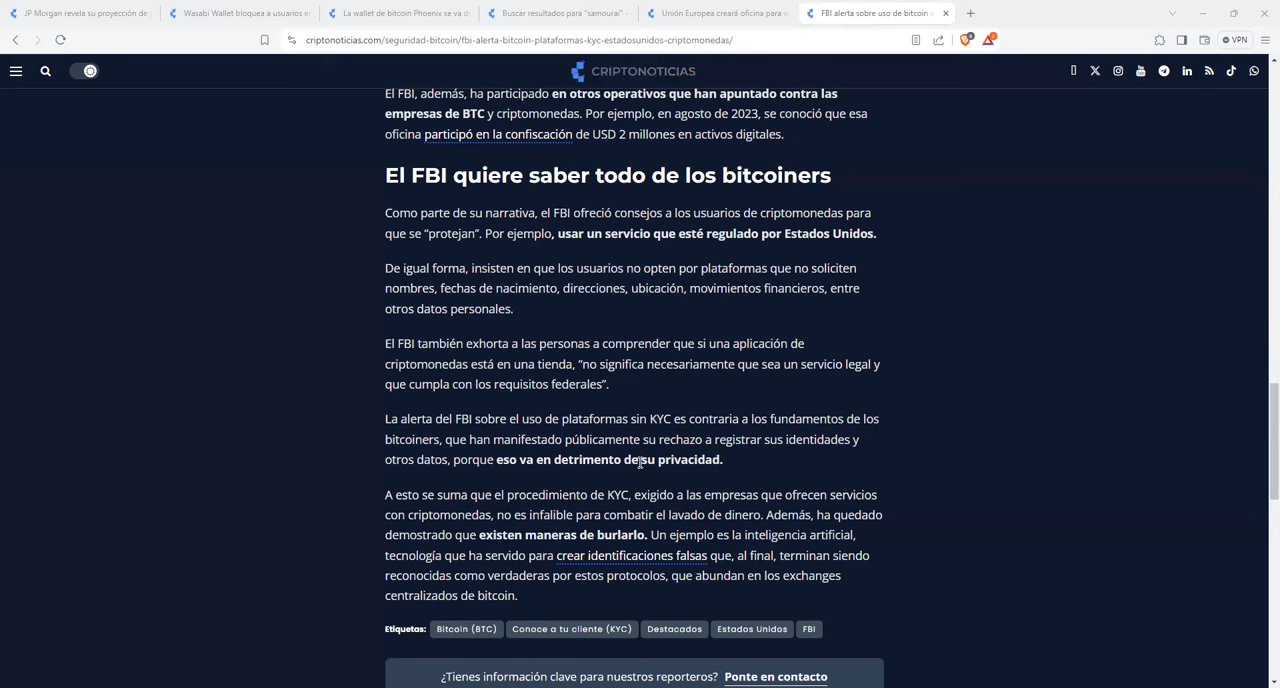 JP Morgan revela su proyección de
Wasabi Wallet bloquea a usuarios e
La wallet de bitcoin Phoenix se va d
Buscar resultados para "samourai" -
Unión Europea creará oficina para v
FBI alerta sobre uso de bitcoin
criptonoticias.com/seguridad-bitcoin/fbi-alerta-bitcoin-plataformas-kyc-estadosunidos-criptomonedas/
VPN
CRIPTONOTICIAS
El FBI, además, ha participado en otros operativos que han apuntado contra las
empresas de BTC y criptomonedas. Por ejemplo, en agosto de 2023, se conoció que esa
oficina participó en la confiscación de USD 2 millones en activos digitales.
El FBI quiere saber todo de los bitcoiners
Como parte de su narrativa, el FBI ofreció consejos a los usuarios de criptomonedas para
que se “protejan”. Por ejemplo, usar un servicio que esté regulado por Estados Unidos.
De igual forma, insisten en que los usuarios no opten por plataformas que no soliciten
nombres, fechas de nacimiento, direcciones, ubicación, movimientos financieros, entre
otros datos personales.
El FBI también exhorta a las personas a comprender que si una aplicación de
criptomonedas está en una tienda, “no significa necesariamente que sea un servicio legal y
que cumpla con los requisitos federales”.
La alerta del FBI sobre el uso de plataformas sin KYC es contraria a los fundamentos de los
bitcoiners, que han manifestado públicamente su rechazo a registrar sus identidades y
otros datos, porque eso va en detrimento de su privacidad.
A esto se suma que el procedimiento de KYC, exigido a las empresas que ofrecen servicios
con criptomonedas, no es infalible para combatir el lavado de dinero. Además, ha quedado
demostrado que existen maneras de burlarlo. Un ejemplo es la inteligencia artificial,
tecnología que ha servido para crear identificaciones falsas que, al final, terminan siendo
reconocidas como verdaderas por estos protocolos, que abundan en los exchanges
centralizados de bitcoin.
Etiquetas: Bitcoin (BTC) Conoce a tu cliente (KYC) Destacados Estados Unidos FBI
¿Tienes información clave para nuestros reporteros? Ponte en contacto